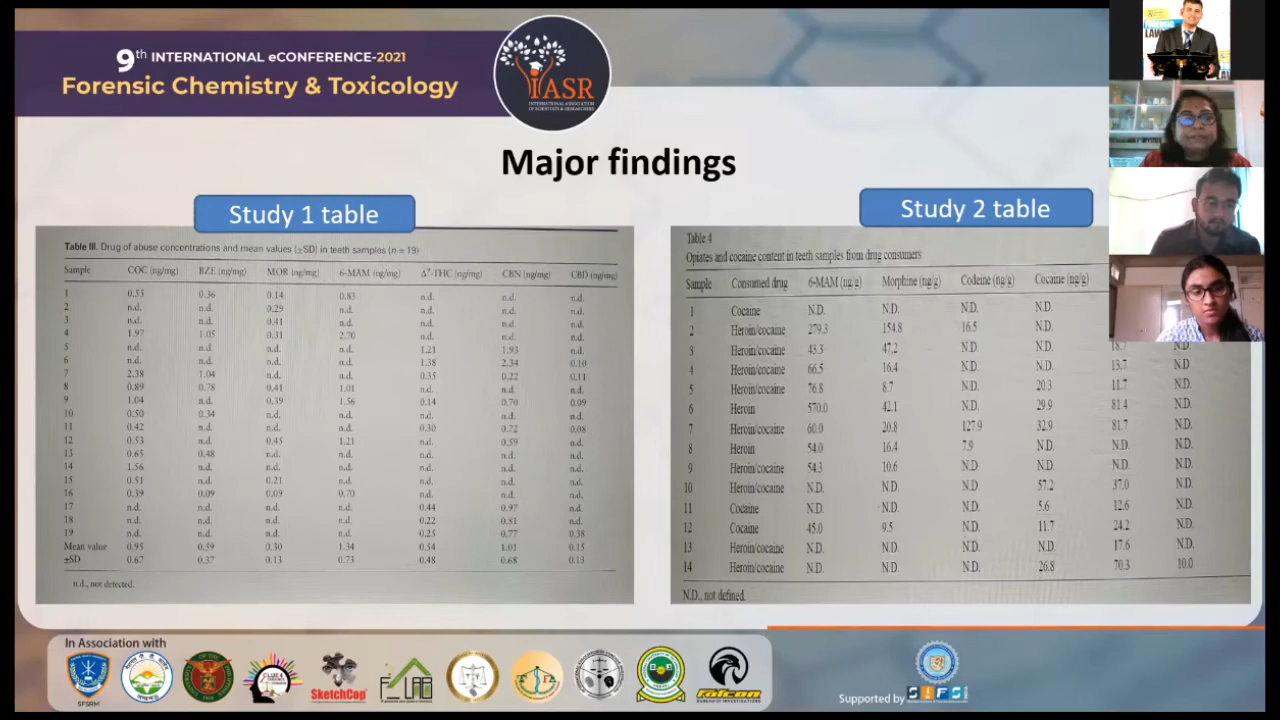 9th INTERNATIONAL eCONFERENCE-2021
Forensic Chemistry & Toxicology
IASR
INTERNATIONAL ASSOCIATION
OF SCIENTISTS & RESEARCHERS
Major findings
Study 1 table
Table III. Drug of abuse concentrations and mean values (±SD) in teeth samples (n = 19)
Sample COC (ng/mg) BZE (ng/mg) MOR (ng/mg) 6-MAM (ng/mg) Δ9-THC (ng/mg) CBN (ng/mg) CBD (ng/mg)
1 0.55 0.36 0.14 0.83 n.d. n.d. n.d.
2 n.d. n.d. 0.29 n.d. n.d. n.d. n.d.
3 n.d. n.d. 0.41 n.d. n.d. n.d. n.d.
4 1.97 1.05 0.31 2.70 n.d. n.d. n.d.
5 n.d. n.d. n.d. n.d. 1.21 1.93 n.d.
6 n.d. n.d. n.d. n.d. 1.38 2.34 0.10
7 2.38 1.04 n.d. n.d. 0.35 0.22 0.11
8 0.89 0.78 0.41 1.01 n.d. n.d. n.d.
9 1.04 n.d. 0.39 1.56 0.14 0.70 0.09
10 0.50 0.34 n.d. n.d. n.d. n.d. n.d.
11 0.42 n.d. n.d. n.d. 0.30 0.72 0.08
12 0.53 n.d. 0.45 1.21 n.d. 0.59 n.d.
13 0.65 0.48 n.d. n.d. n.d. n.d. n.d.
14 1.56 n.d. n.d. n.d. n.d. n.d. n.d.
15 0.51 n.d. 0.21 n.d. n.d. n.d. n.d.
16 0.39 0.09 0.09 0.70 n.d. n.d. n.d.
17 n.d. n.d. n.d. n.d. 0.44 0.97 n.d.
18 n.d. n.d. n.d. n.d. 0.22 0.81 n.d.
19 n.d. n.d. n.d. n.d. 0.25 0.77 0.38
Mean value 0.95 0.59 0.30 1.34 0.54 1.01 0.15
±SD 0.67 0.37 0.13 0.73 0.48 0.68 0.13
n.d., not detected.
Study 2 table
Table 4
Opiates and cocaine content in teeth samples from drug consumers
Sample Consumed drug 6-MAM (ng/g) Morphine (ng/g) Codeine (ng/g) Cocaine (ng/g)
1 Cocaine N.D. N.D. N.D. N.D.
2 Heroin/cocaine 279.3 154.8 16.5 N.D.
3 Heroin/cocaine 43.3 47.2 N.D. N.D. 18.7 N.D.
4 Heroin/cocaine 66.5 16.4 N.D. N.D. 13.7 N.D
5 Heroin/cocaine 76.8 8.7 N.D. 20.3 11.7 N.D.
6 Heroin 570.0 42.1 N.D. 29.9 81.4 N.D.
7 Heroin/cocaine 60.0 20.8 127.9 32.9 81.7 N.D.
8 Heroin 54.0 16.4 7.9 N.D. N.D. N.D.
9 Heroin/cocaine 54.3 10.6 N.D N.D. N.D. N.D.
10 Heroin/cocaine N.D. N.D. N.D. 57.2 37.0 N.D.
11 Codaine N.D. N.D. N.D. 5.6 12.6 N.D.
12 Cocaine 45.0 9.5 N.D. 11.7 24.2 N.D.
13 Heroin/cocaine N.D. N.D. N.D. N.D. 17.6 N.D.
14 Heroin/cocaine N.D. N.D. N.D. 26.8 70.3 10.0
N.D., not defined.
In Association with
SFSRM
SketchCop
F-LAB
FALCON
BUREAU OF INVESTIGATIONS
Supported by SIFS